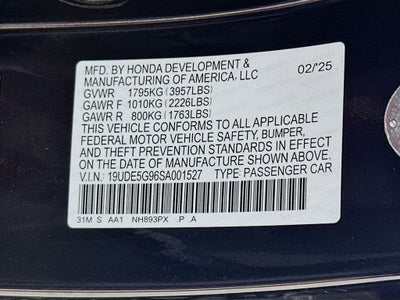 MFD. BY HONDA DEVELOPMENT & 02/'25
MANUFACTURING OF AMERICA, LLC
GVWR 1795KG (3957LBS)
GAWR F 1010KG (2226LBS)
GAWR R 800KG (1763LBS)
THIS VEHICLE CONFORMS TO ALL APPLICABLE
FEDERAL MOTOR VEHICLE SAFETY, BUMPER,
AND THEFT PREVENTION STANDARDS IN EFFECT
ON THE DATE OF MANUFACTURE SHOWN ABOVE.
V.I.N. 19UDE5G96SA001527 TYPE: PASSENGER CAR
31M S AA1 NH893PX .P .A